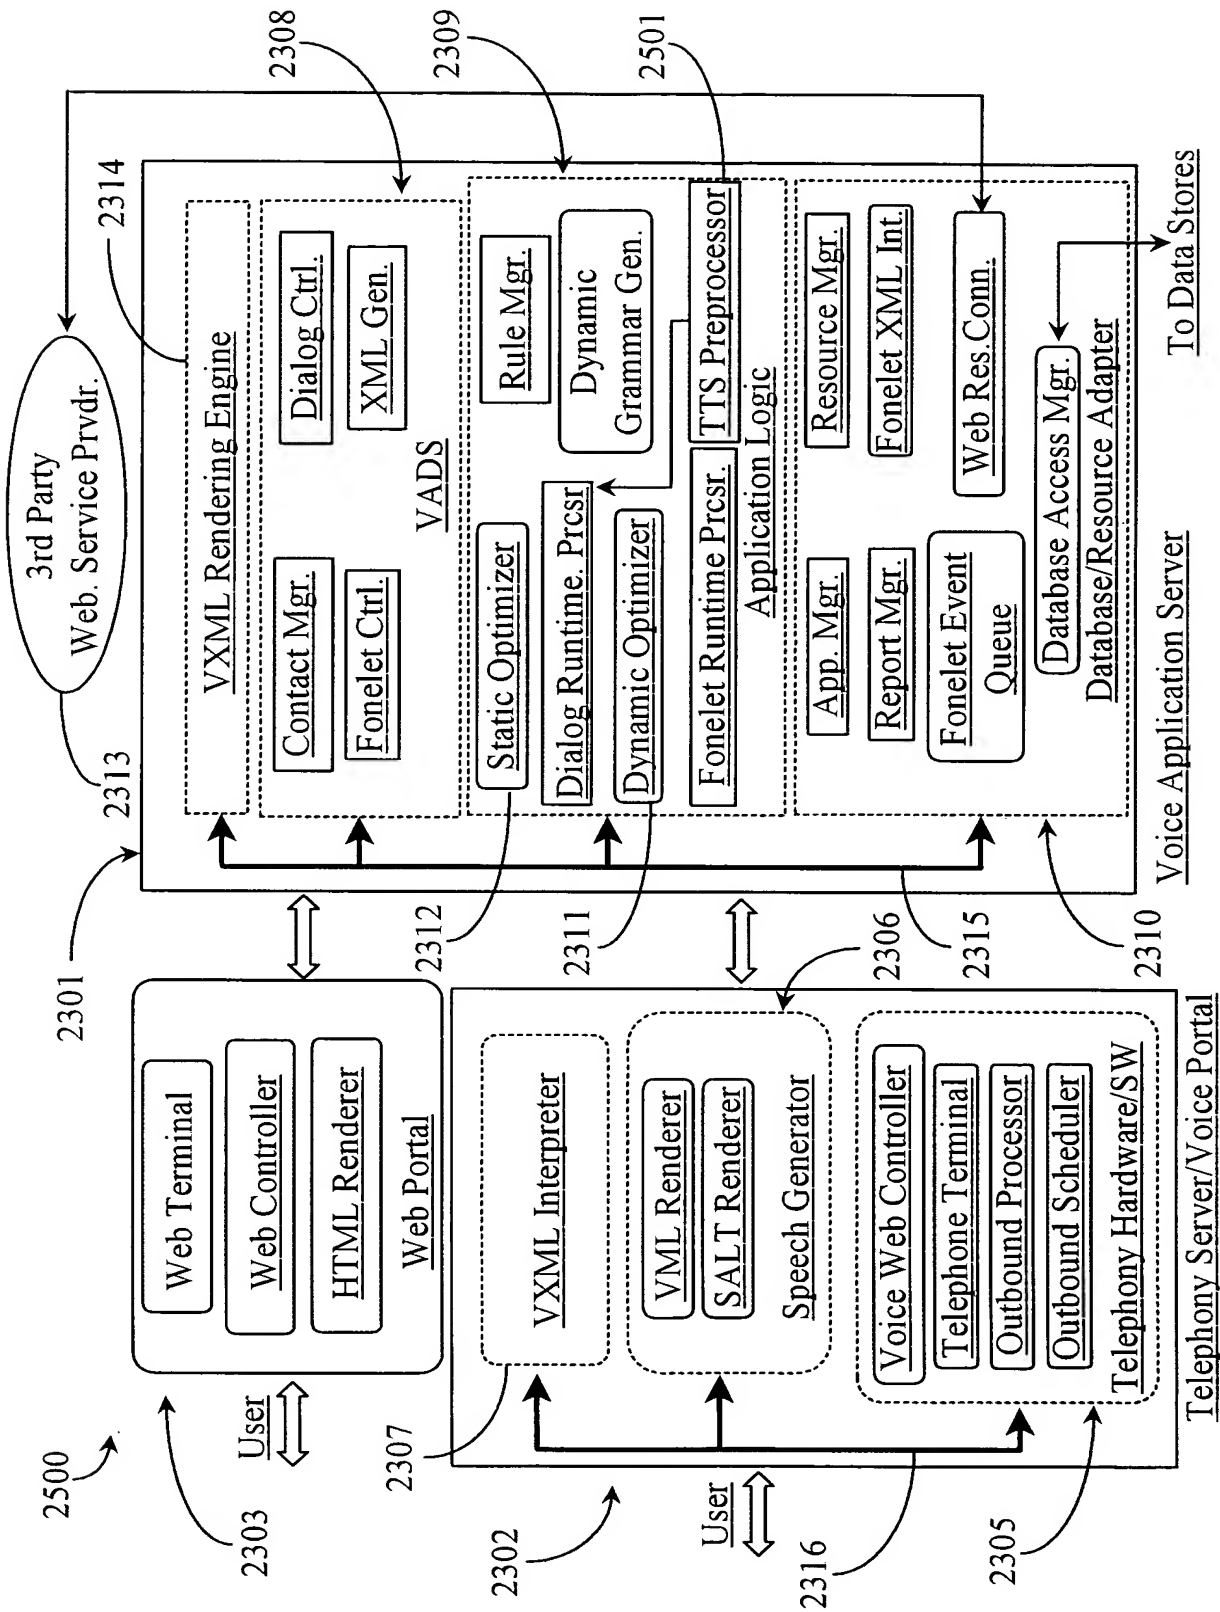 2500
2303
User
Web Terminal
Web Controller
HTML Renderer
Web Portal
2301
2313
3rd Party
Web. Service Prvdr.
2314
VXML Rendering Engine
2308
Contact Mgr.
Dialog Ctrl.
Fonelet Ctrl
XML Gen.
VADS
2309
Static Optimizer
Rule Mgr.
Dialog Runtime. Prcsr
Dynamic
Grammar Gen.
Dynamic Optimizer
Fonelet Runtime Prcsr.
TTS Preprocessor
2501
Application Logic
2312
2311
App. Mgr.
Resource Mgr.
Report Mgr.
Fonelet XML Int.
Fonelet Event
Queue
Web Res.Conn.
Database Access Mgr.
Database/Resource Adapter
2315
2310
Voice Application Server
To Data Stores
2302
User
2307
VXML Interpreter
2306
VML Renderer
SALT Renderer
Speech Generator
Voice Web Controller
Telephone Terminal
Outbound Processor
Outbound Scheduler
Telephony Hardware/SW
2316
2305
Telephony Server/Voice Portal